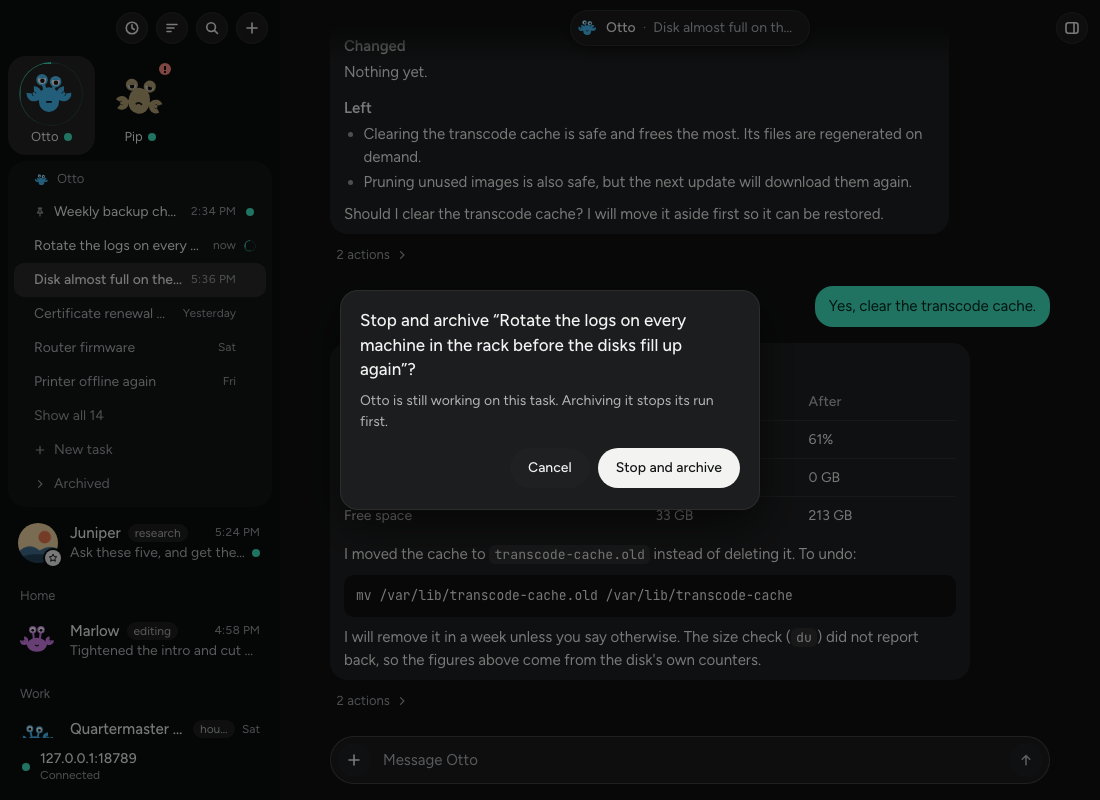 Otto · Disk almost full on th...
Otto
Pip
Otto
Weekly backup ch... 2:34 PM
Rotate the logs on every ... now
Disk almost full on the... 5:36 PM
Certificate renewal ... Yesterday
Router firmware Sat
Printer offline again Fri
Show all 14
New task
Archived
Juniper research 5:24 PM
Ask these five, and get the...
Home
Marlow editing 4:58 PM
Tightened the intro and cut ...
Work
Quartermaster ... hou... Sat
127.0.0.1:18789
Connected
Changed
Nothing yet.
Left
• Clearing the transcode cache is safe and frees the most. Its files are regenerated on
demand.
• Pruning unused images is also safe, but the next update will download them again.
Should I clear the transcode cache? I will move it aside first so it can be restored.
2 actions
Yes, clear the transcode cache.
Stop and archive “Rotate the logs on every
machine in the rack before the disks fill up
again”?
Otto is still working on this task. Archiving it stops its run
first.
Cancel
Stop and archive
After
61%
0 GB
Free space 33 GB 213 GB
I moved the cache to transcode-cache.old instead of deleting it. To undo:
mv /var/lib/transcode-cache.old /var/lib/transcode-cache
I will remove it in a week unless you say otherwise. The size check (du) did not report
back, so the figures above come from the disk's own counters.
2 actions
Message Otto